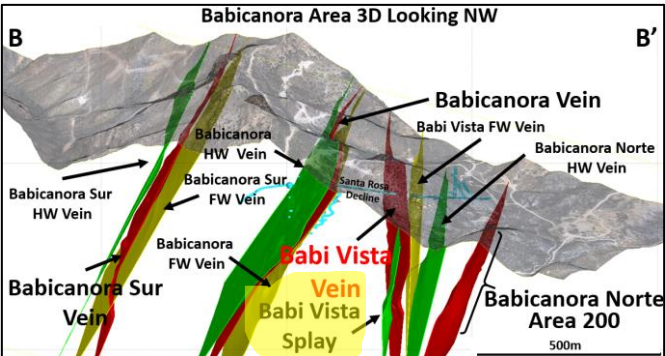 Babicanora Area 3D Looking NW
B
B’
Babicanora Vein
Babi Vista FW Vein
Babicanora
HW Vein
Babicanora Norte
HW Vein
Babicanora Sur
HW Vein
Babicanora Sur
FW Vein
Santa Rosa
Decline
Babicanora
FW Vein
Babi Vista
Vein
Babi Vista
Splay
Babicanora Sur
Vein
Babicanora Norte
Area 200
500m